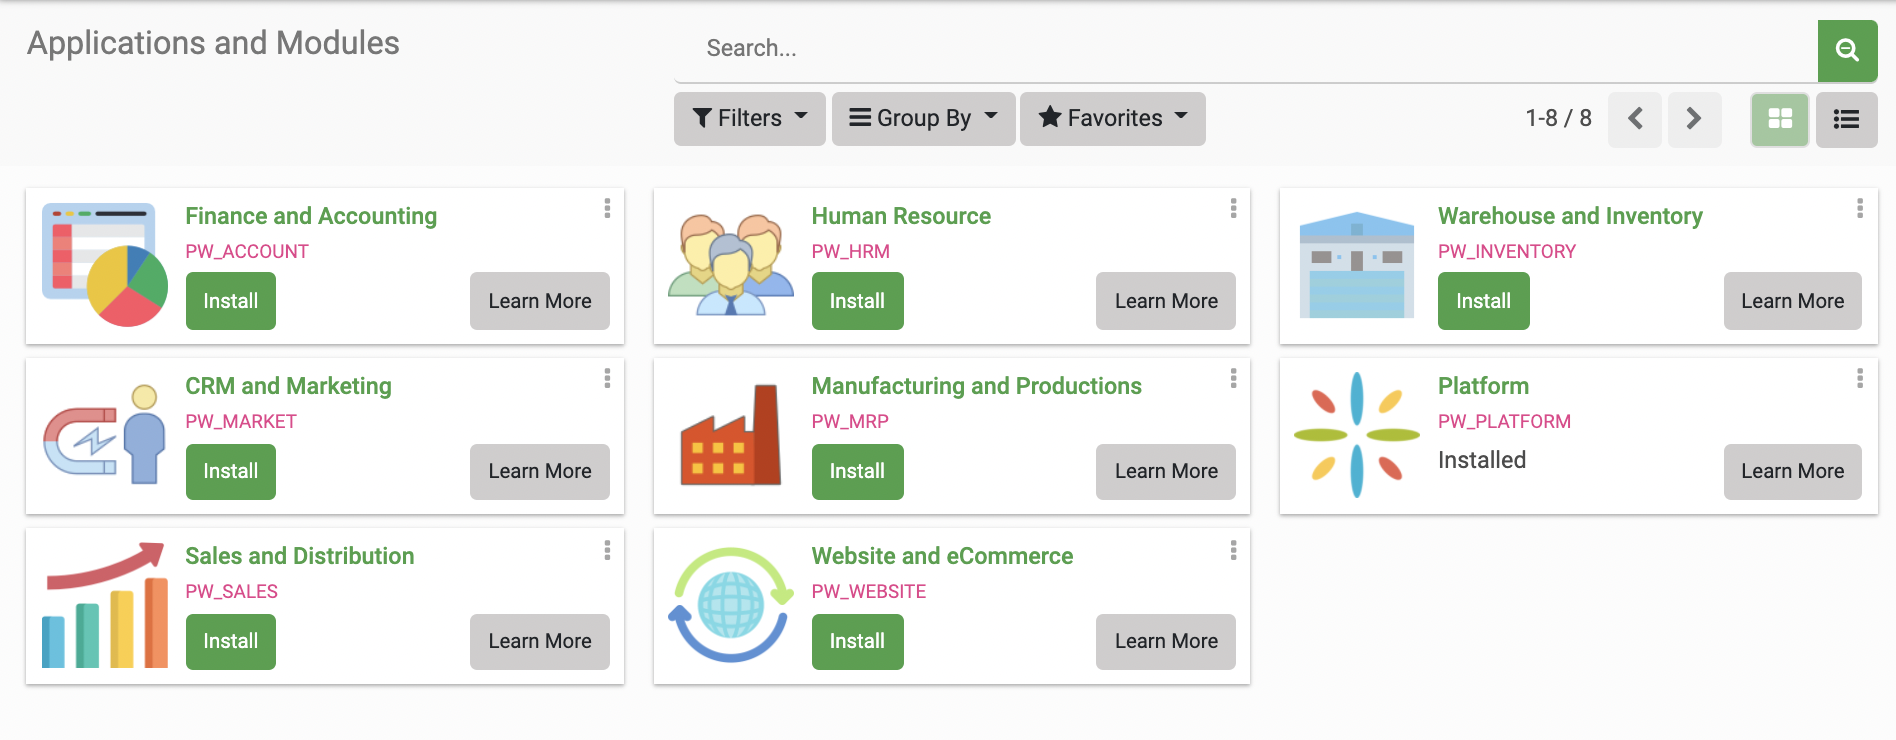 Applications and Modules
Search...
Filters
Group By
Favorites
1-8 / 8
Finance and Accounting
PW_ACCOUNT
Install
Learn More
Human Resource
PW_HRM
Install
Learn More
Warehouse and Inventory
PW_INVENTORY
Install
Learn More
CRM and Marketing
PW_MARKET
Install
Learn More
Manufacturing and Productions
PW_MRP
Install
Learn More
Platform
PW_PLATFORM
Installed
Learn More
Sales and Distribution
PW_SALES
Install
Learn More
Website and eCommerce
PW_WEBSITE
Install
Learn More